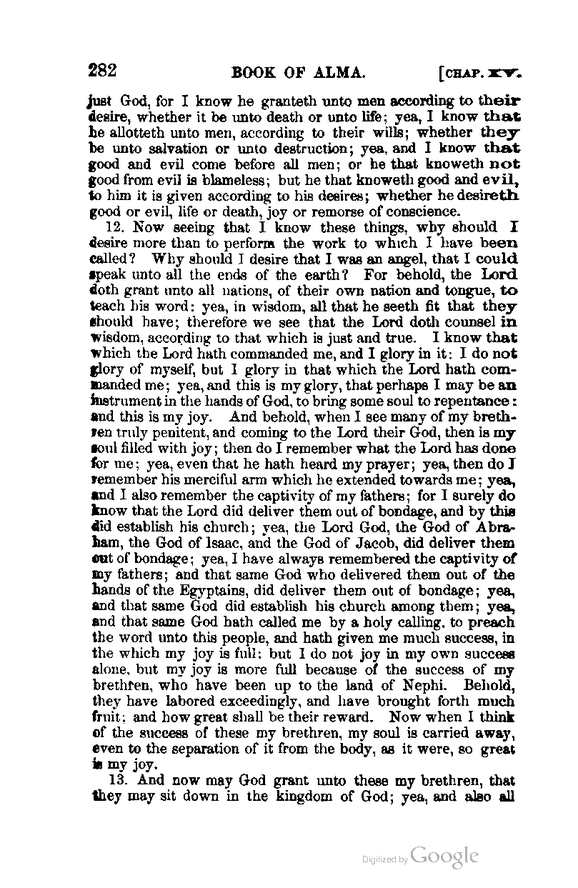 282 BOOK OF ALMA. [CHAP. XV.
just God, for I know he granteth unto men according to their
desire, whether it be unto death or unto life; yea, I know that
he allotteth unto men, according to their wills; whether they
be unto salvation or unto destruction; yea, and I know that
good and evil come before all men; or he that knoweth not
good from evil is blameless; but he that knoweth good and evil,
to him it is given according to his desires; whether he desireth
good or evil, life or death, joy or remorse of conscience.
12. Now seeing that I know these things, why should I
desire more than to perform the work to which I have been
called? Why should I desire that I was an angel, that I could
speak unto all the ends of the earth? For behold, the Lord
doth grant unto all nations, of their own nation and tongue, to
teach his word: yea, in wisdom, all that he seeth fit that they
should have; therefore we see that the Lord doth counsel in
wisdom, according to that which is just and true. I know that
which the Lord hath commanded me, and I glory in it: I do not
glory of myself, but I glory in that which the Lord hath com-
manded me; yea, and this is my glory, that perhaps I may be an
instrument in the hands of God, to bring some soul to repentance:
and this is my joy. And behold, when I see many of my breth-
ren truly penitent, and coming to the Lord their God, then is my
soul filled with joy; then do I remember what the Lord has done
for me; yea, even that he hath heard my prayer; yea, then do I
remember his merciful arm which he extended towards me; yea,
and I also remember the captivity of my fathers; for I surely do
know that the Lord did deliver them out of bondage, and by this
did establish his church; yea, the Lord God, the God of Abra-
ham, the God of Isaac, and the God of Jacob, did deliver them
out of bondage; yea, I have always remembered the captivity of
my fathers; and that same God who delivered them out of the
hands of the Egyptains, did deliver them out of bondage; yea,
and that same God did establish his church among them; yea,
and that same God hath called me by a holy calling, to preach
the word unto this people, and hath given me much success, in
the which my joy is full: but I do not joy in my own success
alone, but my joy is more full because of the success of my
brethren, who have been up to the land of Nephi. Behold,
they have labored exceedingly, and have brought forth much
fruit; and how great shall be their reward. Now when I think
of the success of these my brethren, my soul is carried away,
even to the separation of it from the body, as it were, so great
is my joy.
13. And now may God grant unto these my brethren, that
they may sit down in the kingdom of God; yea, and also all
Digitized by Google